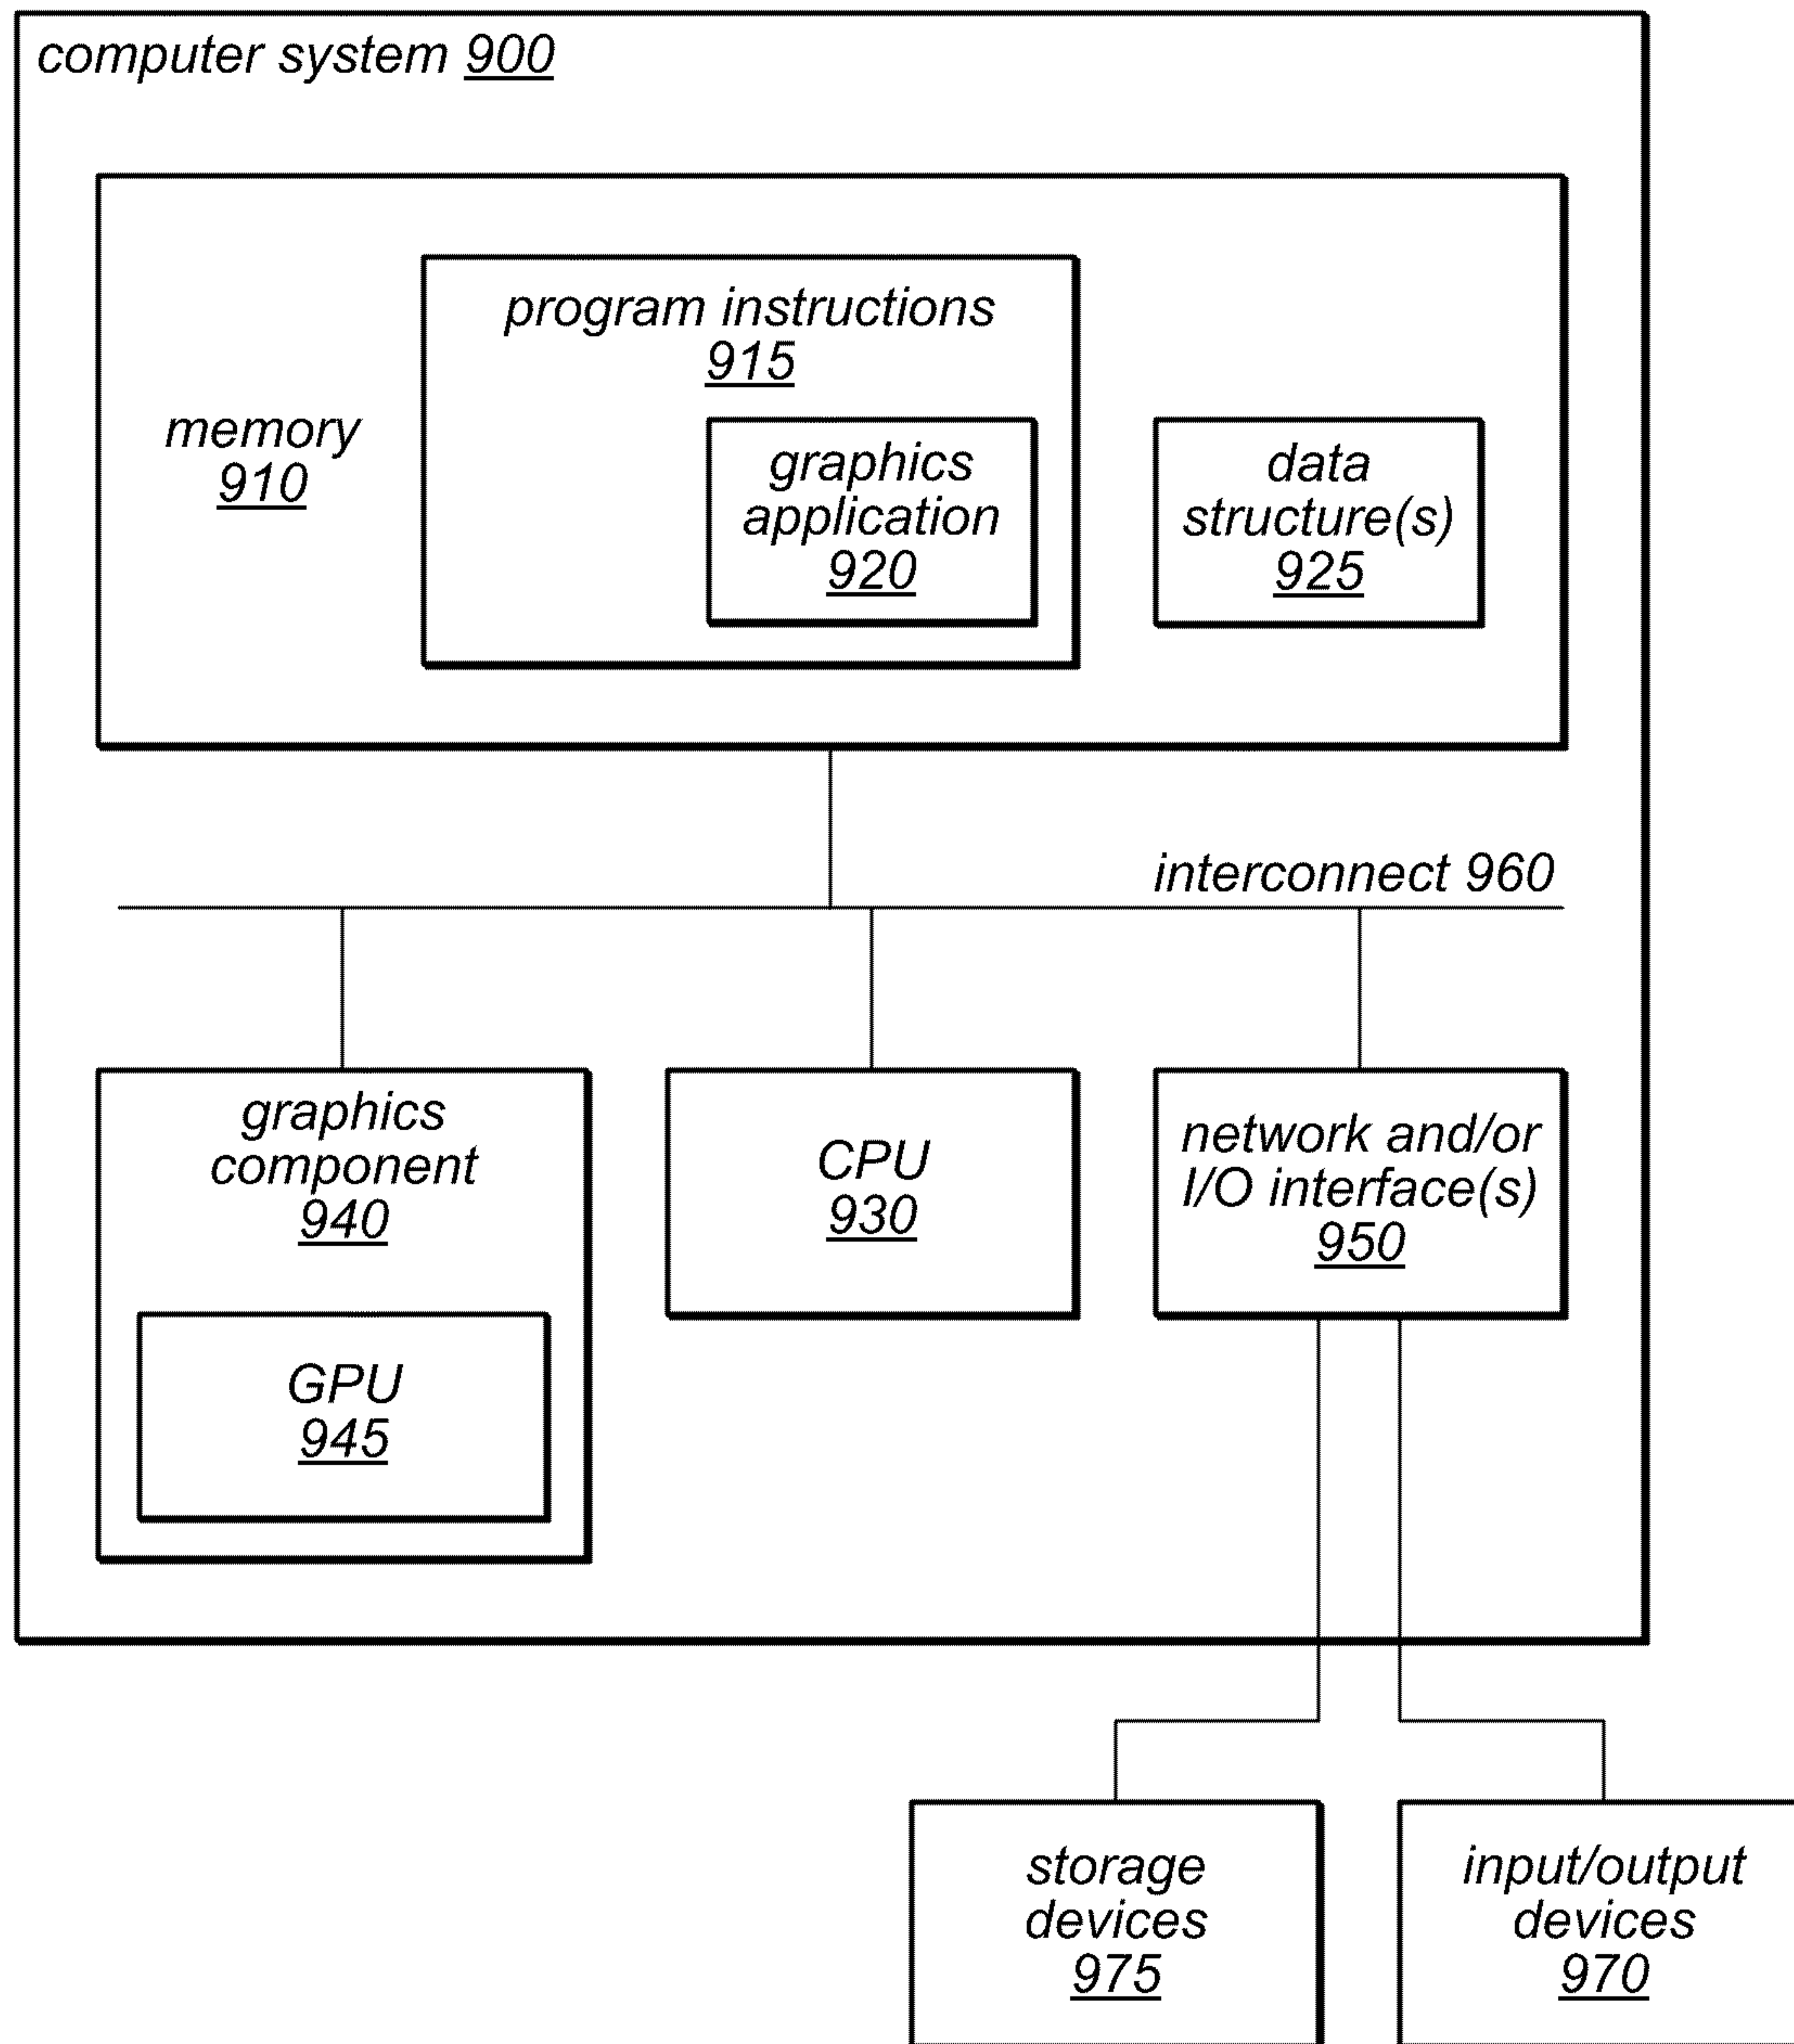 computer system 900
program instructions
915
memory
910
graphics
application
920
data
structure(s)
925
interconnect 960
graphics
component
940
CPU
930
network and/or
I/O interface(s)
950
GPU
945
storage
devices
975
input/output
devices
970